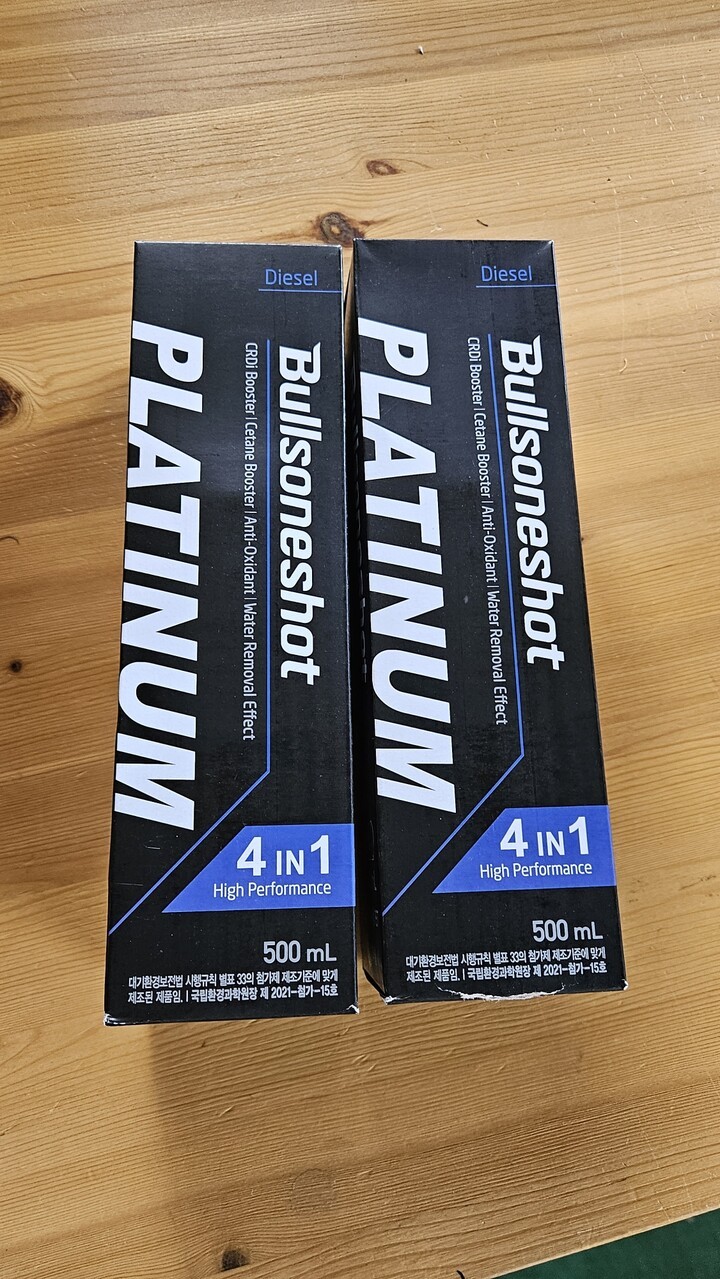 Diesel
Bullsoneshot
CRDi Booster | Cetane Booster | Anti-Oxidant | Water Removal Effect
PLATINUM
4 IN 1
High Performance
500 mL
대기환경보전법 시행규칙 별표 33의 첨가제 제조기준에 맞게
제조된 제품임. | 국립환경과학원장 제 2021-첨가-15호
Diesel
Bullsoneshot
CRDi Booster | Cetane Booster | Anti-Oxidant | Water Removal Effect
PLATINUM
4 IN 1
High Performance
500 mL
대기환경보전법 시행규칙 별표 33의 첨가제 제조기준에 맞게
제조된 제품임. | 국립환경과학원장 제 2021-첨가-15호